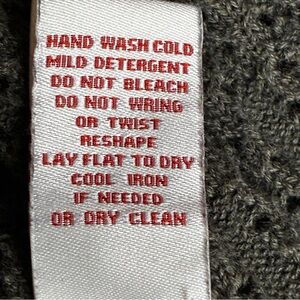 HAND WASH COLD
MILD DETERGENT
DO NOT BLEACH
DO NOT WRING
OR TWIST
RESHAPE
LAY FLAT TO DRY
COOL IRON
IF NEEDED
OR DRY CLEAN